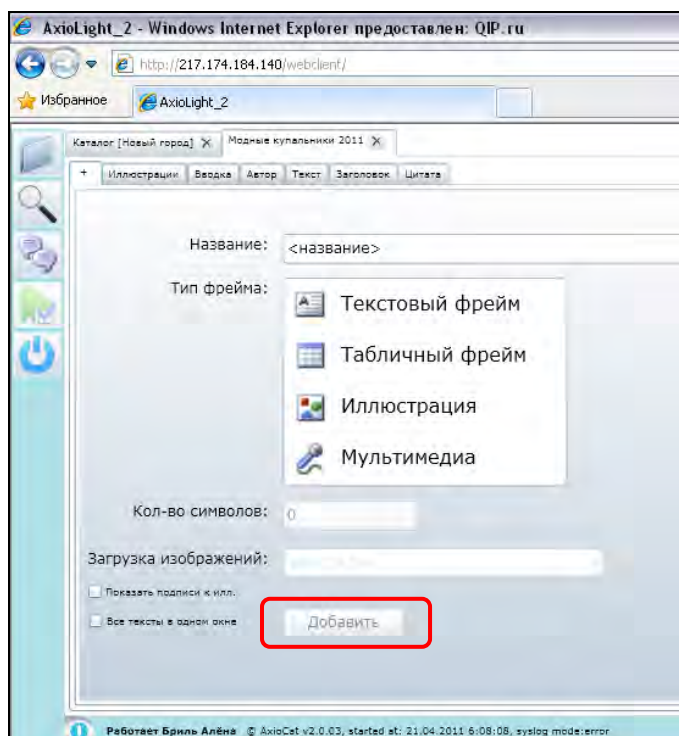 AxioLight_2 - Windows Internet Explorer предоставлен: QIP.ru
http://217.174.184.140/webclient/
Избранное AxioLight_2
Каталог [Новый город] X Модные купальники 2011 X
+ Иллюстрации Вводка Автор Текст Заголовок Цитата
Название: <название>
Тип фрейма:
Текстовый фрейм
Табличный фрейм
Иллюстрация
Мультимедиа
Кол-во символов: 0
Загрузка изображений:
Показать подписи к илл.
Все тексты в одном окне Добавить
Работает Бриль Алёна © AxioCat v2.0.03, started at: 21.04.2011 6:08:08, syslog mode:error